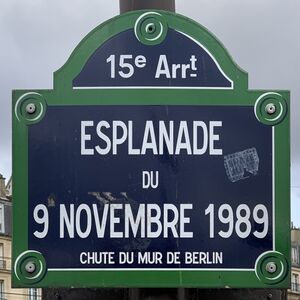 15e Arrt
ESPLANADE
DU
9 NOVEMBRE 1989
CHUTE DU MUR DE BERLIN